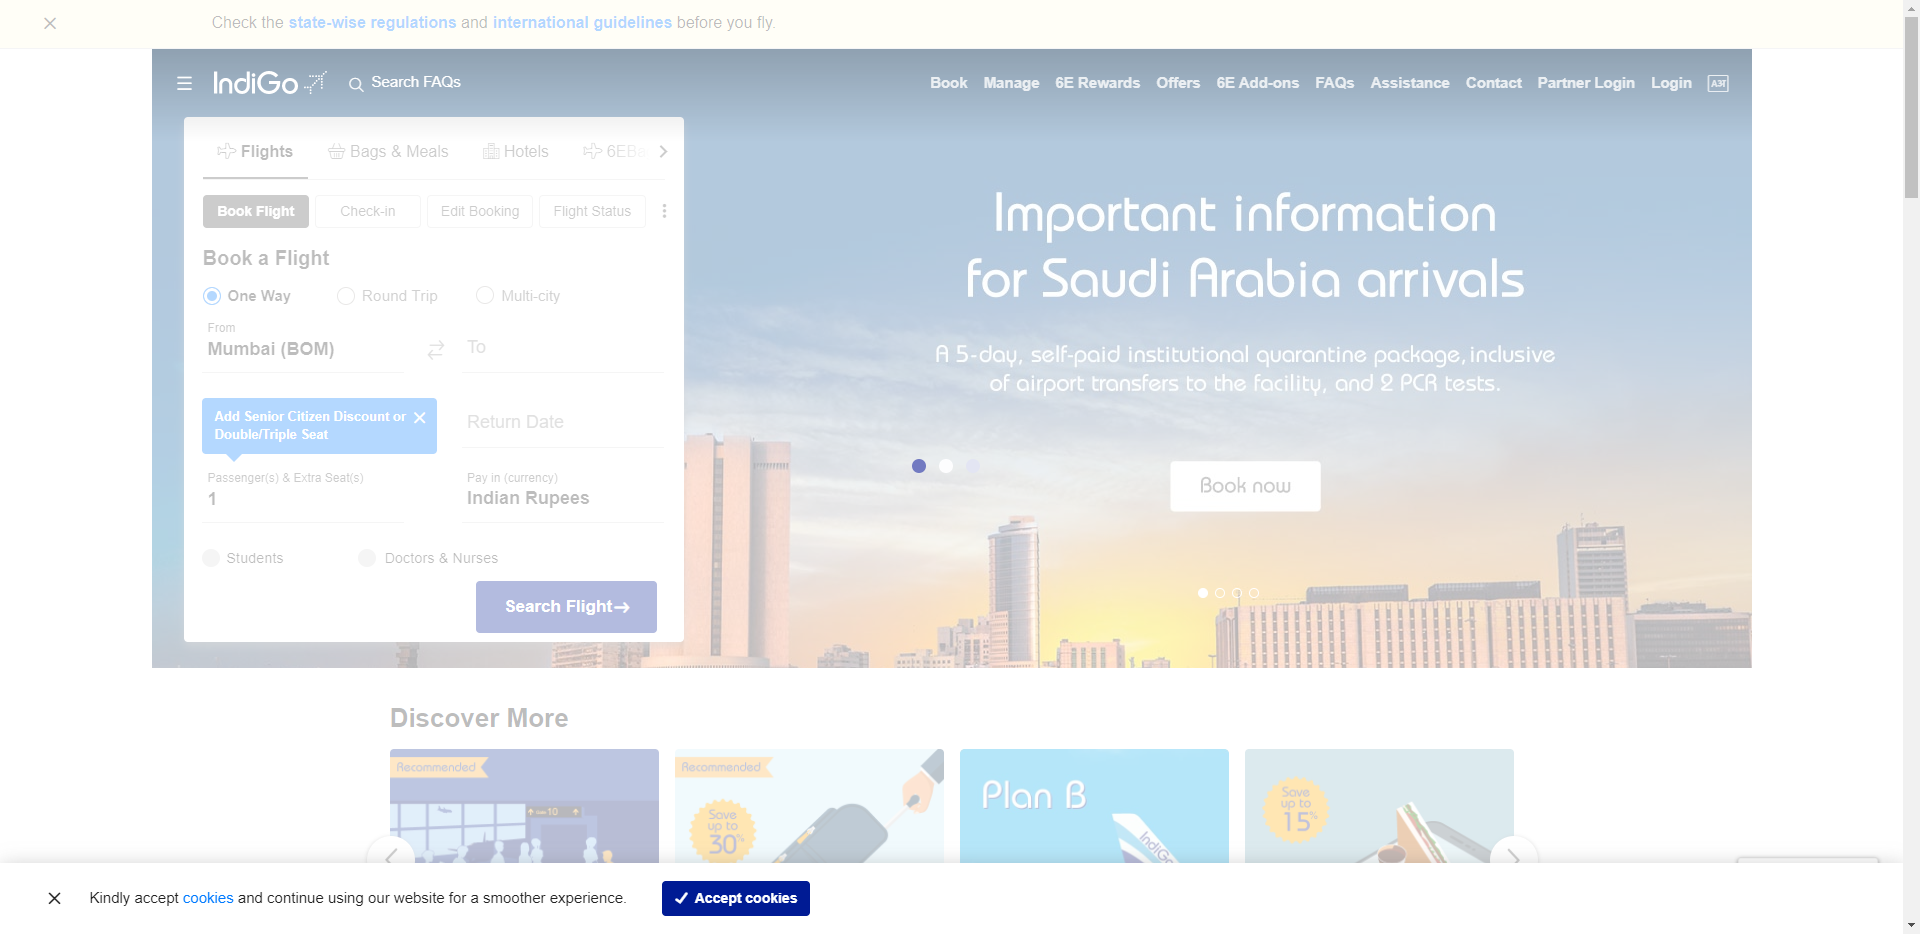 Check the state-wise regulations and international guidelines before you fly.
IndiGo
Search FAQs
Book Manage 6E Rewards Offers 6E Add-ons FAQs Assistance Contact Partner Login Login
Flights Bags & Meals Hotels
Book Flight Check-in Edit Booking Flight Status
Book a Flight
One Way Round Trip Multi-city
From
Mumbai (BOM)
To
Add Senior Citizen Discount or
Double/Triple Seat
Return Date
Passenger(s) & Extra Seat(s)
1
Pay in (currency)
Indian Rupees
Students Doctors & Nurses
Search Flight
Important information
for Saudi Arabia arrivals
A 5-day, self-paid institutional quarantine package, inclusive
of airport transfers to the facility, and 2 PCR tests.
Book now
Discover More
Recommended
10
Recommended
Save
up to
30%
Plan B
IndiGo
Save
up to
15%
Kindly accept cookies and continue using our website for a smoother experience.
Accept cookies